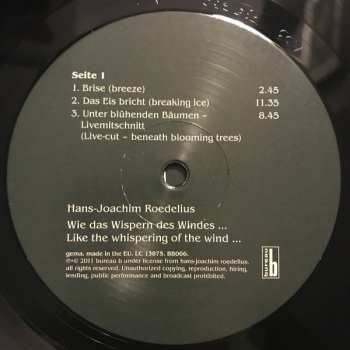 Seite 1
1. Brise (breeze) 2.45
2. Das Eis bricht (breaking ice) 11.35
3. Unter blühenden Bäumen – 8.45
Livemitschnitt
(Live-cut – beneath blooming trees)
Hans-Joachim Roedelius
Wie das Wispern des Windes ...
Like the whispering of the wind ...
gema. made in the EU. LC 13875. BB066.
℗+© 2011 bureau b under license from hans-joachim roedelius.
all rights reserved. Unauthorized copying, reproduction, hiring,
lending, public performance and broadcast prohibited.
bureau b